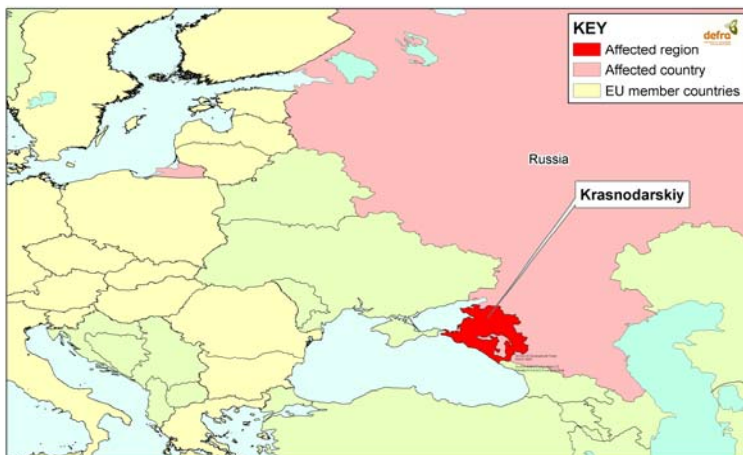 KEY
defra
Affected region
Affected country
EU member countries
Russia
Krasnodarskiy